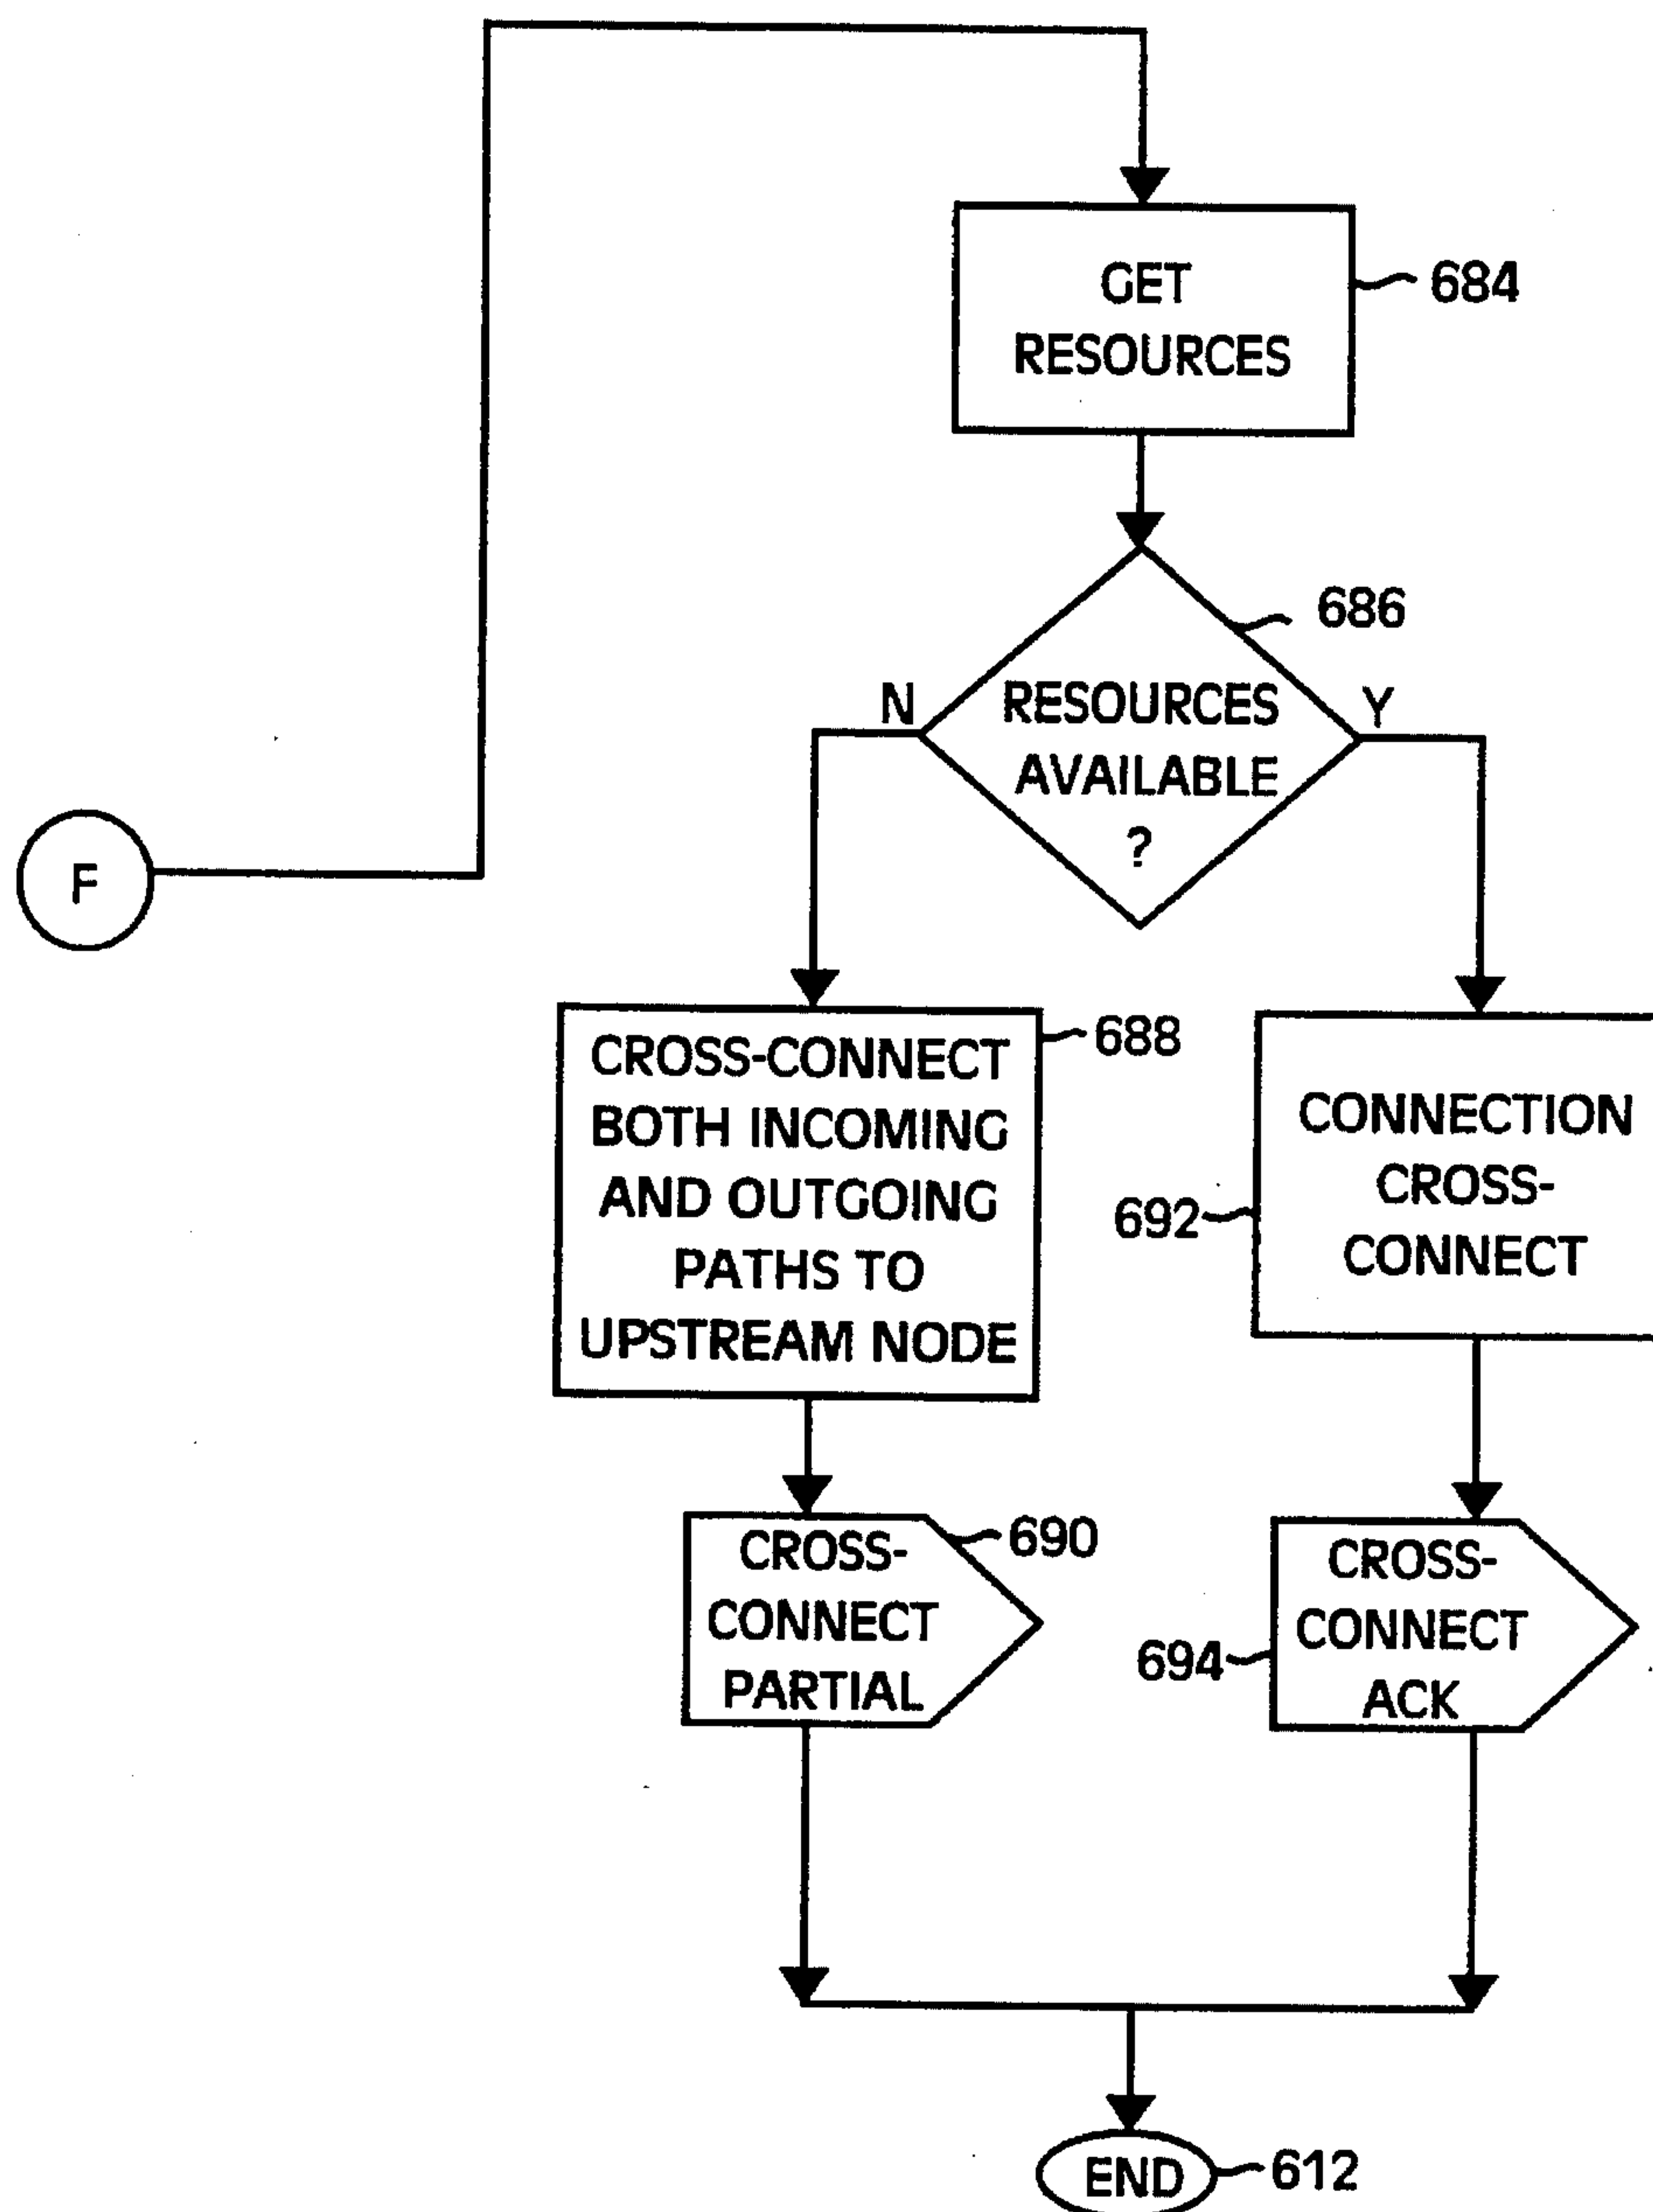 GET
RESOURCES
684
686
N
RESOURCES
AVAILABLE
?
Y
F
CROSS-CONNECT
BOTH INCOMING
AND OUTGOING
PATHS TO
UPSTREAM NODE
688
CONNECTION
CROSS-
CONNECT
692
CROSS-
CONNECT
PARTIAL
690
CROSS-
CONNECT
ACK
694
END
612